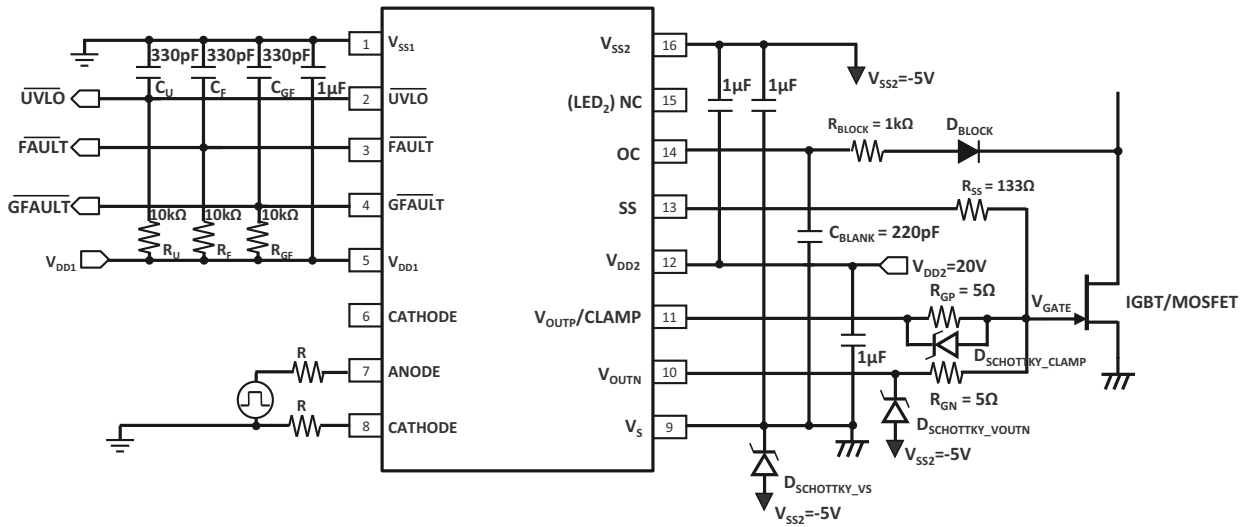 330pF 330pF 330pF
C_U C_F C_GF 1µF
UVLO
FAULT
GFAULT
10kΩ 10kΩ 10kΩ
R_U R_F R_GF
V_DD1
R
R
1 V_SS1
2 UVLO
3 FAULT
4 GFAULT
5 V_DD1
6 CATHODE
7 ANODE
8 CATHODE
V_SS2 16
(LED_2) NC 15
OC 14
SS 13
V_DD2 12
V_OUTP/CLAMP 11
V_OUTN 10
V_S 9
1µF 1µF
V_SS2=-5V
R_BLOCK = 1kΩ
D_BLOCK
R_SS = 133Ω
C_BLANK = 220pF
V_DD2=20V
R_GP = 5Ω
V_GATE
IGBT/MOSFET
D_SCHOTTKY_CLAMP
1µF
R_GN = 5Ω
D_SCHOTTKY_VOUTN
V_SS2=-5V
D_SCHOTTKY_VS
V_SS2=-5V